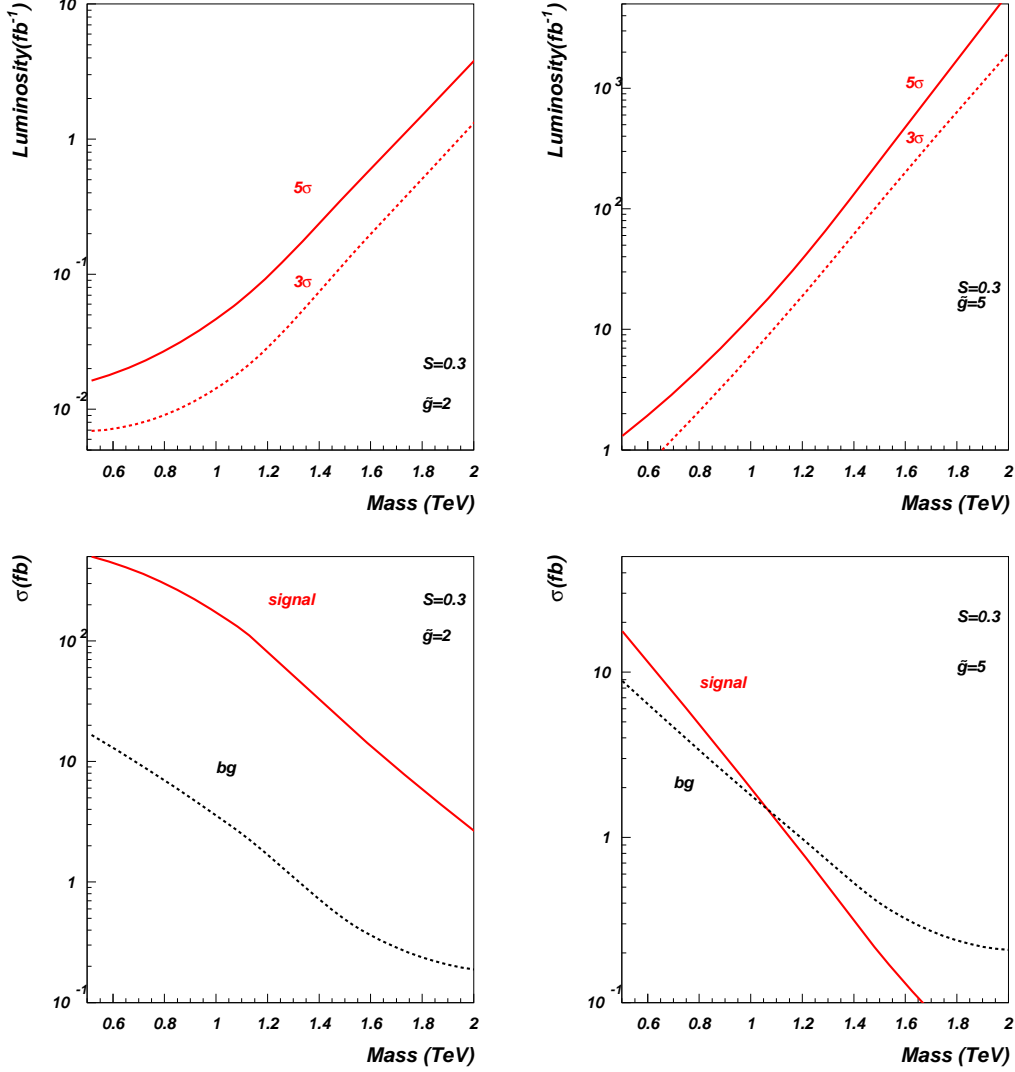 Luminosity(fb⁻¹)
10
1
10⁻¹
10⁻²
5σ
3σ
S=0.3
g̃=2
0.6 0.8 1 1.2 1.4 1.6 1.8 2
Mass (TeV)
Luminosity(fb⁻¹)
10³
10²
10
1
5σ
3σ
S=0.3
g̃=5
0.6 0.8 1 1.2 1.4 1.6 1.8 2
Mass (TeV)
σ(fb)
10²
10
1
10⁻¹
signal
bg
S=0.3
g̃=2
0.6 0.8 1 1.2 1.4 1.6 1.8 2
Mass (TeV)
σ(fb)
10
1
10⁻¹
signal
bg
S=0.3
g̃=5
0.6 0.8 1 1.2 1.4 1.6 1.8 2
Mass (TeV)